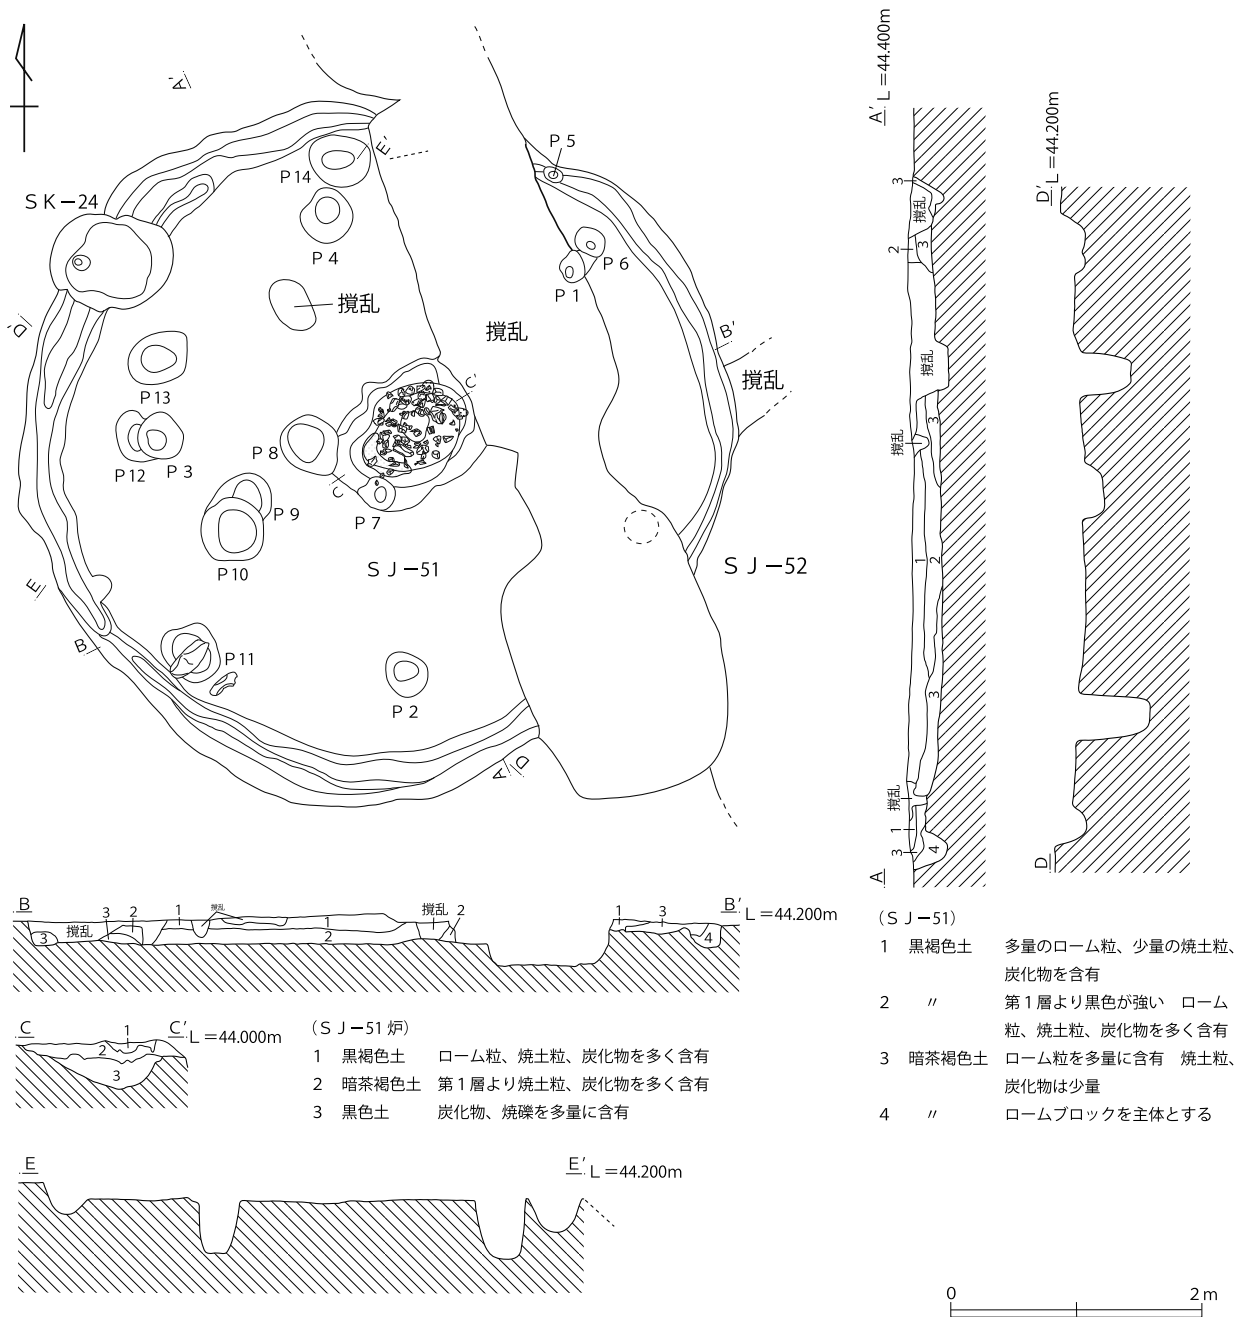 A′
ＳＫ－24
P14
E′
P 4
P 5
P 6
P 1
撹乱
撹乱
B′
撹乱
D′
P13
P12
P 3
P 8
C′
C
P 7
P 9
P10
ＳＪ－51
ＳＪ－52
E
B
P11
P 2
A
D
A′
L＝44.400m
3
撹乱
2
3
撹乱
3
撹乱
1
2
3
撹乱
1
3
4
A
D′
L＝44.200m
D
B
撹乱
3
3
2
1
撹乱
1
2
撹乱
2
1
3
4
B′
L＝44.200m
C
1
2
3
C′
L＝44.000m
（ＳＪ－51 炉）
1 黒褐色土 ローム粒、焼土粒、炭化物を多く含有
2 暗茶褐色土 第１層より焼土粒、炭化物を多く含有
3 黒色土 炭化物、焼礫を多量に含有
E
E′
L＝44.200m
（ＳＪ－51）
1 黒褐色土 多量のローム粒、少量の焼土粒、
炭化物を含有
2 〃 第１層より黒色が強い ローム
粒、焼土粒、炭化物を多く含有
3 暗茶褐色土 ローム粒を多量に含有 焼土粒、
炭化物は少量
4 〃 ロームブロックを主体とする
0
2 m